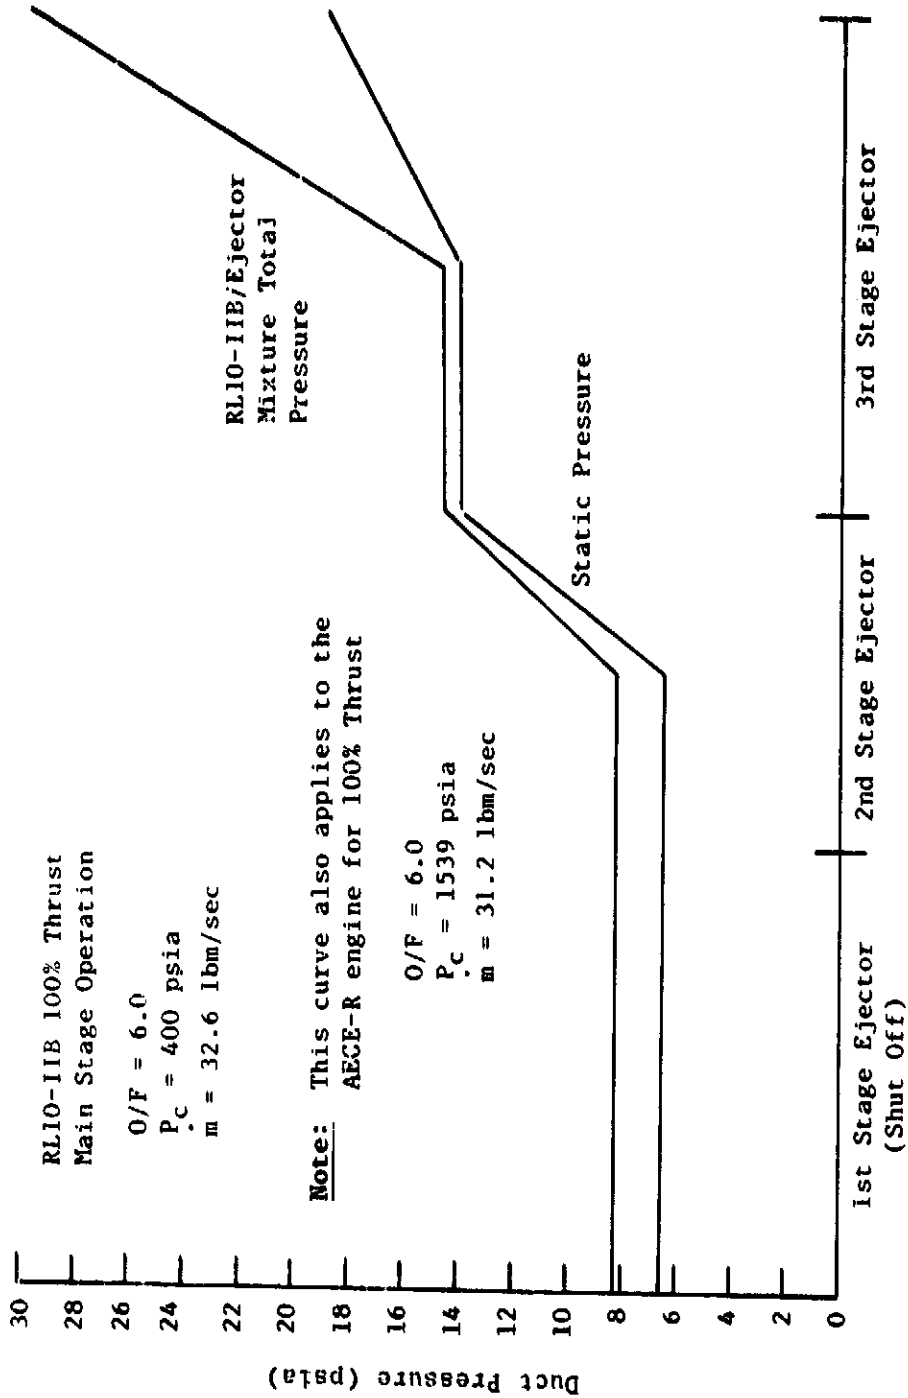 RL10-IIB 100% Thrust
Main Stage Operation
O/F = 6.0
Pc = 400 psia
ṁ = 32.6 lbm/sec
Note: This curve also applies to the
AECE-R engine for 100% Thrust
O/F = 6.0
Pc = 1539 psia
ṁ = 31.2 lbm/sec
RL10-IIB/Ejector
Mixture Total
Pressure
Static Pressure
Duct Pressure (psia)
30
28
26
24
22
20
18
16
14
12
10
8
6
4
2
0
1st Stage Ejector
(Shut Off)
2nd Stage Ejector
3rd Stage Ejector